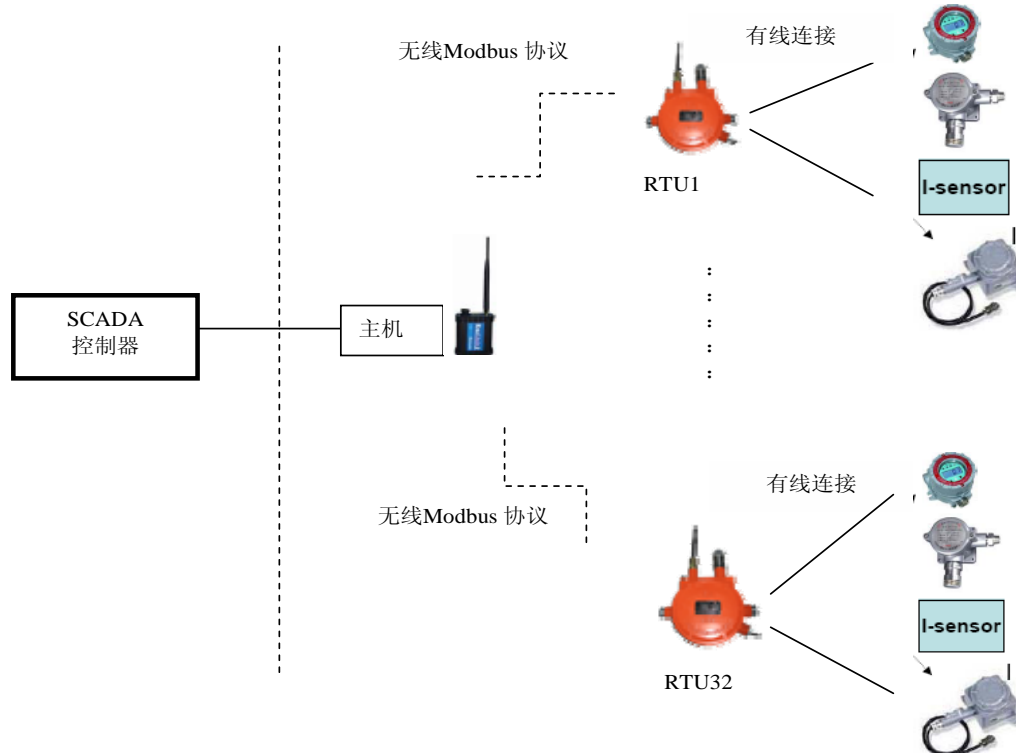 无线Modbus 协议
有线连接
RTU1
I-sensor
SCADA
控制器
主机
有线连接
无线Modbus 协议
I-sensor
RTU32